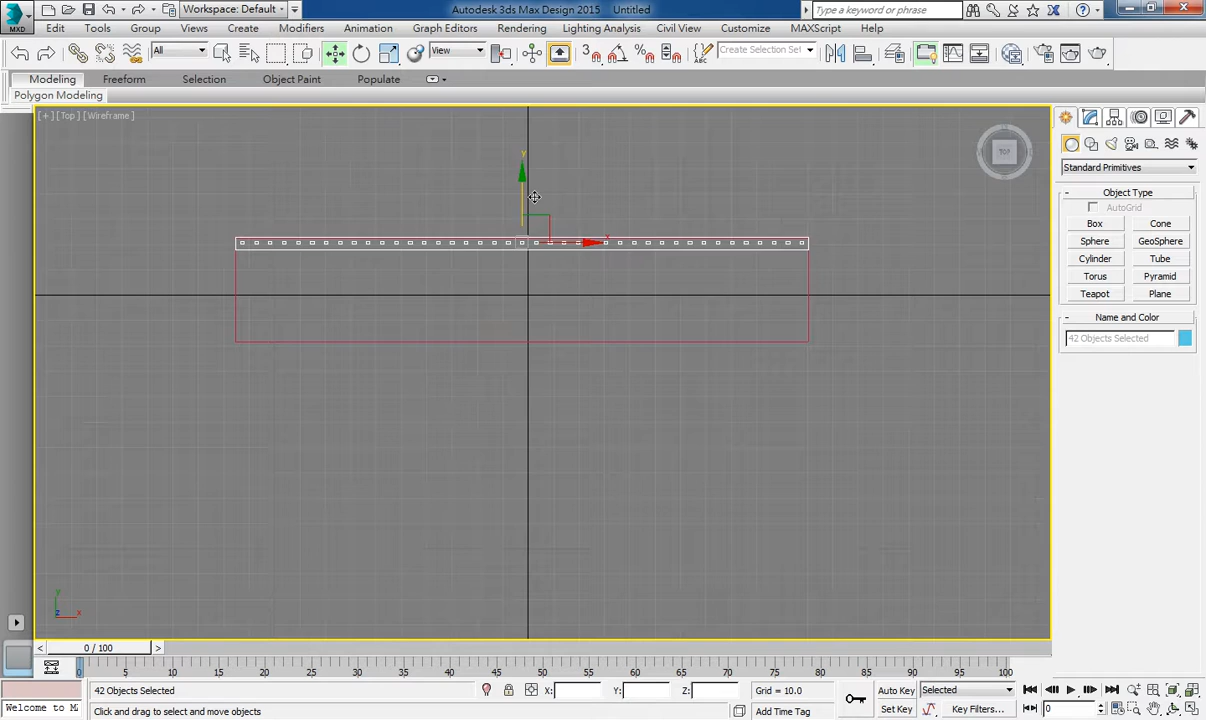 Workspace: Default
Autodesk 3ds Max Design 2015 Untitled
Type a keyword or phrase
MXD
Edit Tools Group Views Create Modifiers Animation Graph Editors Rendering Lighting Analysis Civil View Customize MAXScript Help
All View Create Selection Se
Modeling Freeform Selection Object Paint Populate
Polygon Modeling
[+] [Top] [Wireframe]
TOP
Standard Primitives
- Object Type
AutoGrid
Box Cone
Sphere GeoSphere
Cylinder Tube
Torus Pyramid
Teapot Plane
- Name and Color
42 Objects Selected
y
x
y
z x
< 0 / 100 >
0 5 10 15 20 25 30 35 40 45 50 55 60 65 70 75 80 85 90 95 100
42 Objects Selected X: Y: Z: Grid = 10.0 Auto Key Selected
Welcome to M
Click and drag to select and move objects Add Time Tag Set Key Key Filters... 0